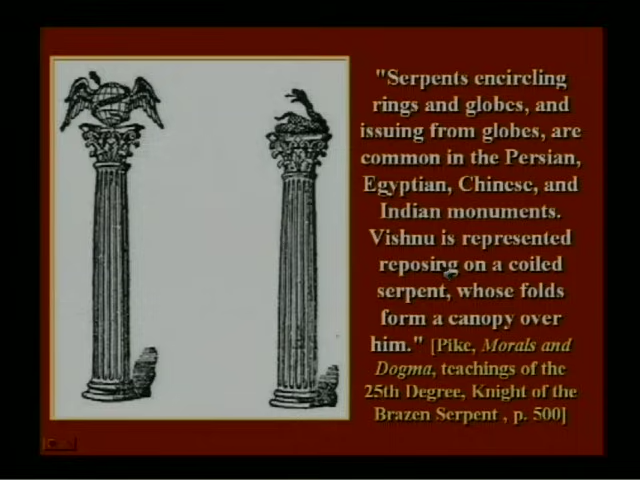 "Serpents encircling
rings and globes, and
issuing from globes, are
common in the Persian,
Egyptian, Chinese, and
Indian monuments.
Vishnu is represented
reposing on a coiled
serpent, whose folds
form a canopy over
him." [Pike, Morals and
Dogma, teachings of the
25th Degree, Knight of the
Brazen Serpent , p. 500]